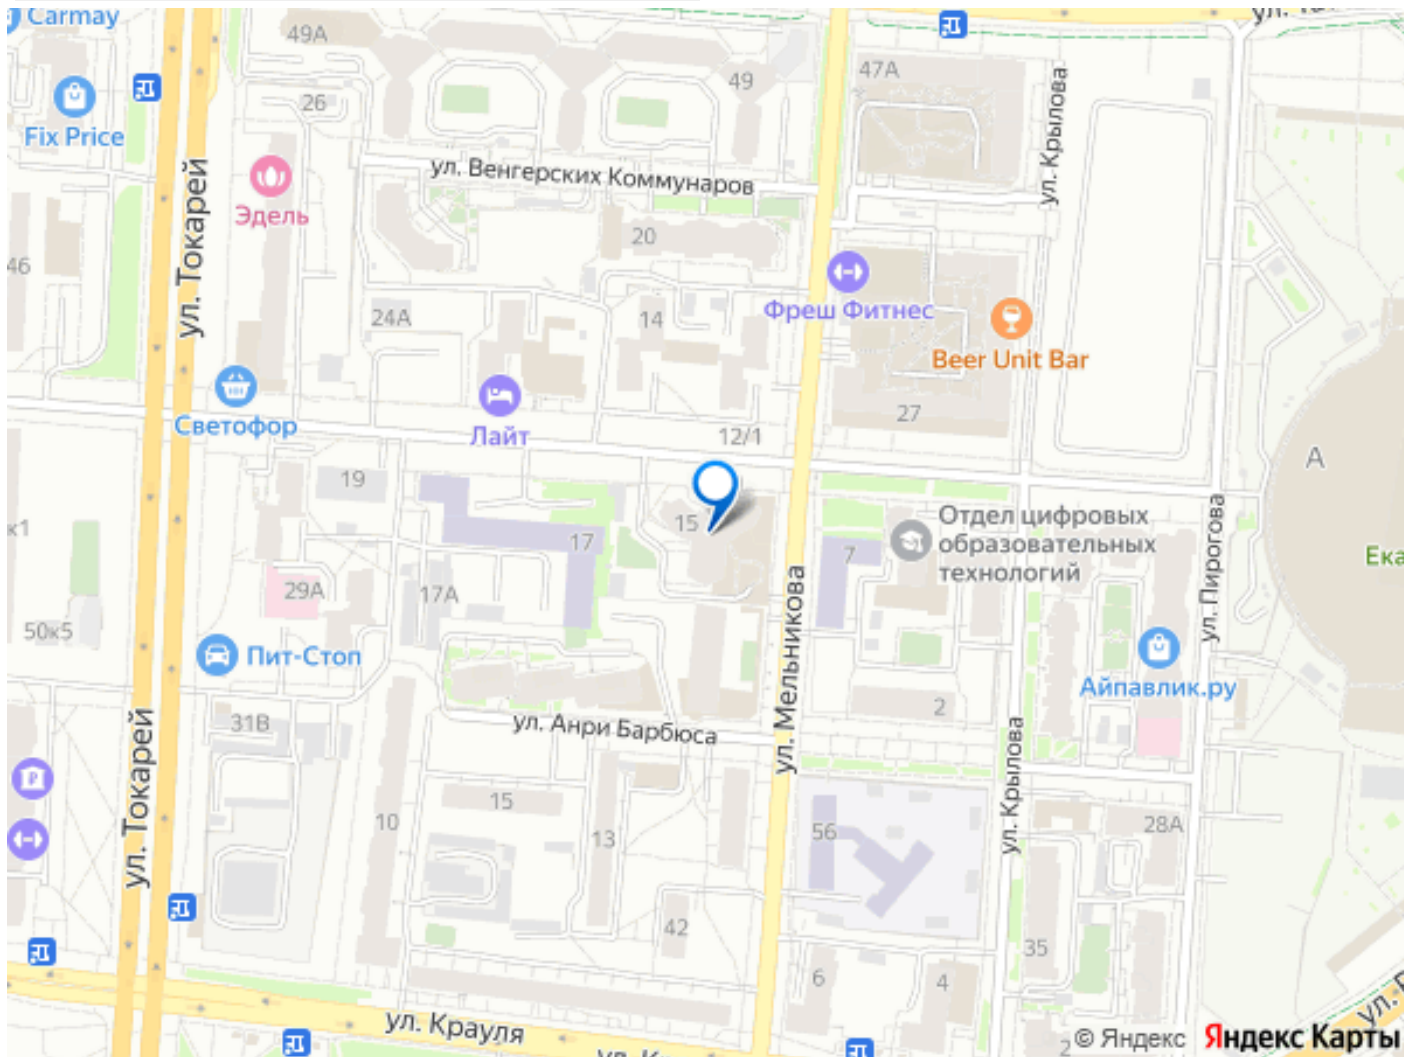 Carmay
49А
49
47А
ул. Крылова
26
Fix Price
ул. Венгерских Коммунаров
ул. Токарей
Эдель
20
46
Фреш Фитнес
24А
14
Beer Unit Bar
Светофор
Лайт
27
12/1
А
19
15
Отдел цифровых
образовательных
технологий
17
7
к1
Ека
29А
17А
ул. Пирогова
ул. Мельникова
50к5
Пит-Стоп
Айпавлик.ру
2
31В
ул. Анри Барбюса
ул. Крылова
ул. Токарей
15
10
13
56
28А
42
35
6
4
ул. Крауля
2
© Яндекс
Яндекс Карты